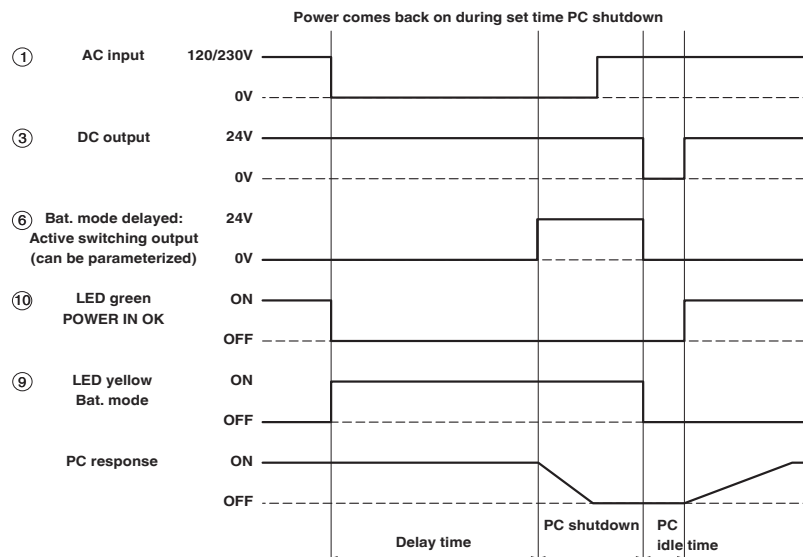 Power comes back on during set time PC shutdown
1 AC input 120/230V
0V
3 DC output 24V
0V
6 Bat. mode delayed: 24V
Active switching output
(can be parameterized) 0V
10 LED green ON
POWER IN OK
OFF
9 LED yellow ON
Bat. mode
OFF
PC response ON
OFF
Delay time
PC shutdown
PC
idle time